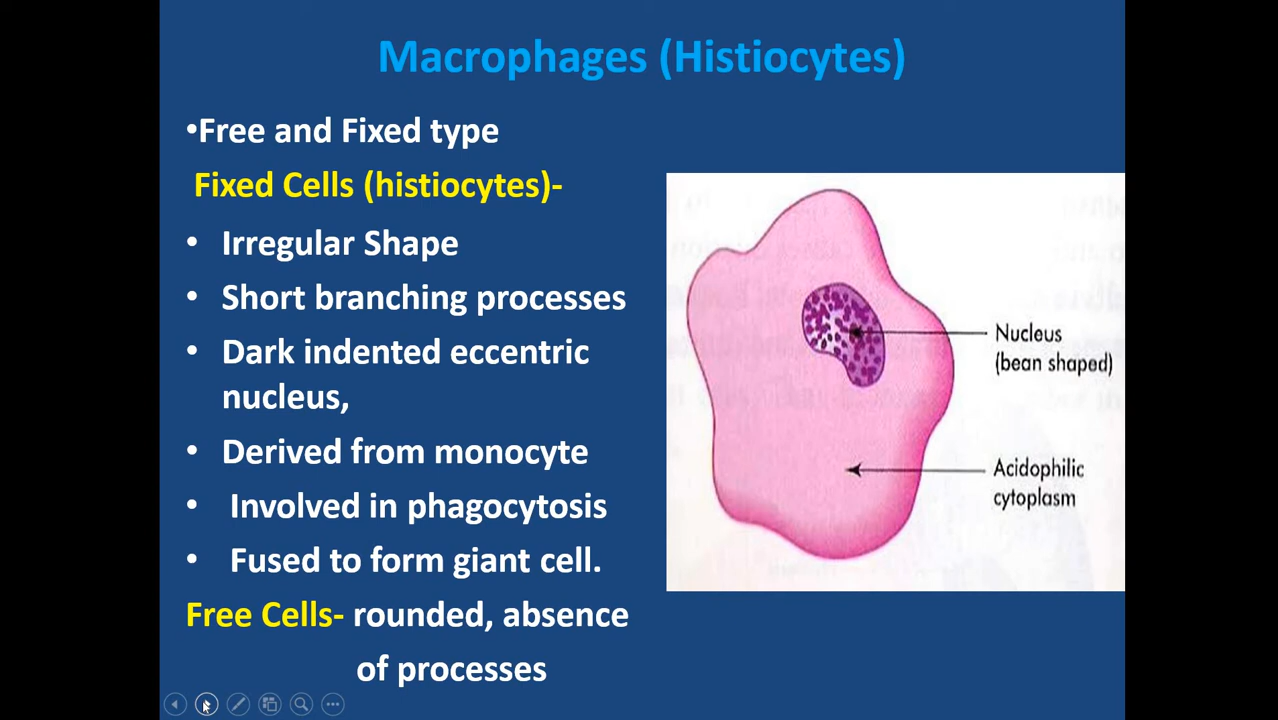 Macrophages (Histiocytes)
•Free and Fixed type
Fixed Cells (histiocytes)-
• Irregular Shape
• Short branching processes
• Dark indented eccentric
nucleus,
• Derived from monocyte
• Involved in phagocytosis
• Fused to form giant cell.
Free Cells- rounded, absence
of processes
Nucleus
(bean shaped)
Acidophilic
cytoplasm